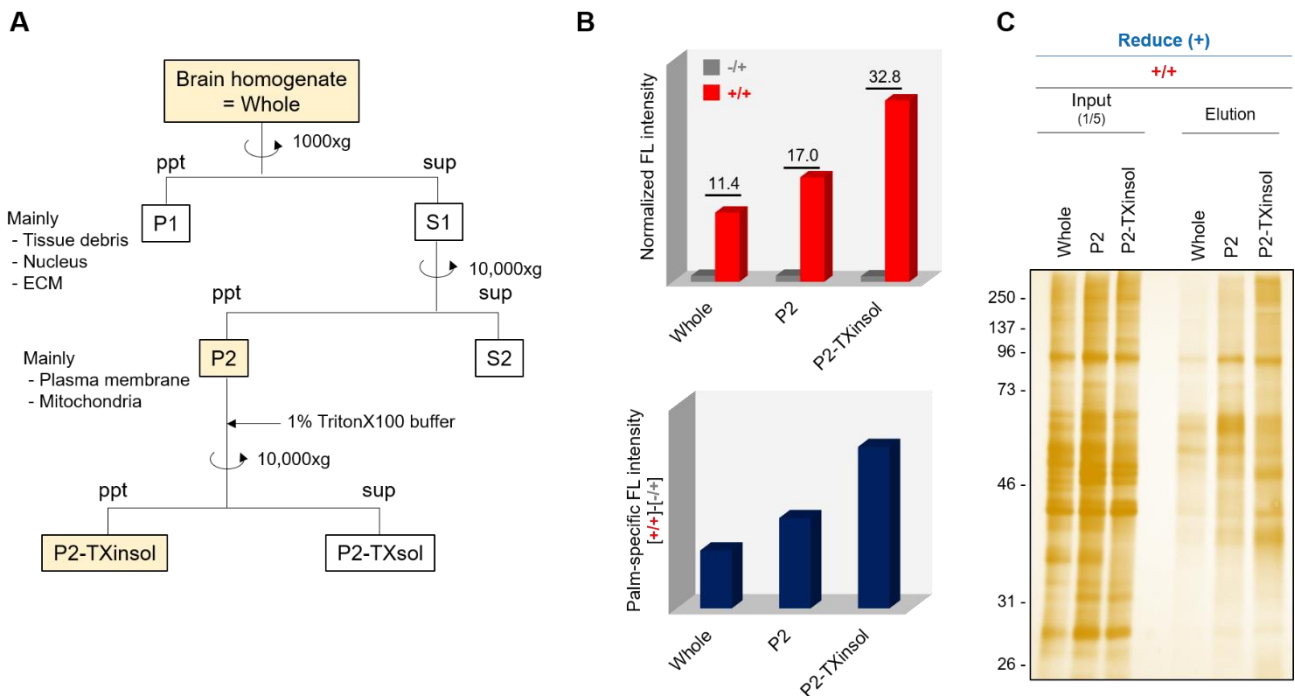 A
Brain homogenate
= Whole
1000xg
ppt
sup
P1
S1
Mainly
- Tissue debris
- Nucleus
- ECM
10,000xg
ppt
sup
P2
S2
Mainly
- Plasma membrane
- Mitochondria
1% TritonX100 buffer
10,000xg
ppt
sup
P2-TXinsol
P2-TXsol
B
Normalized FL intensity
-/+
+/+
11.4
17.0
32.8
Whole
P2
P2-TXinsol
Palm-specific FL intensity
[+/+]-[-/+]
Whole
P2
P2-TXinsol
C
Reduce (+)
+/+
Input
(1/5)
Elution
Whole
P2
P2-TXinsol
Whole
P2
P2-TXinsol
250 -
137 -
96 -
73 -
46 -
31 -
26 -